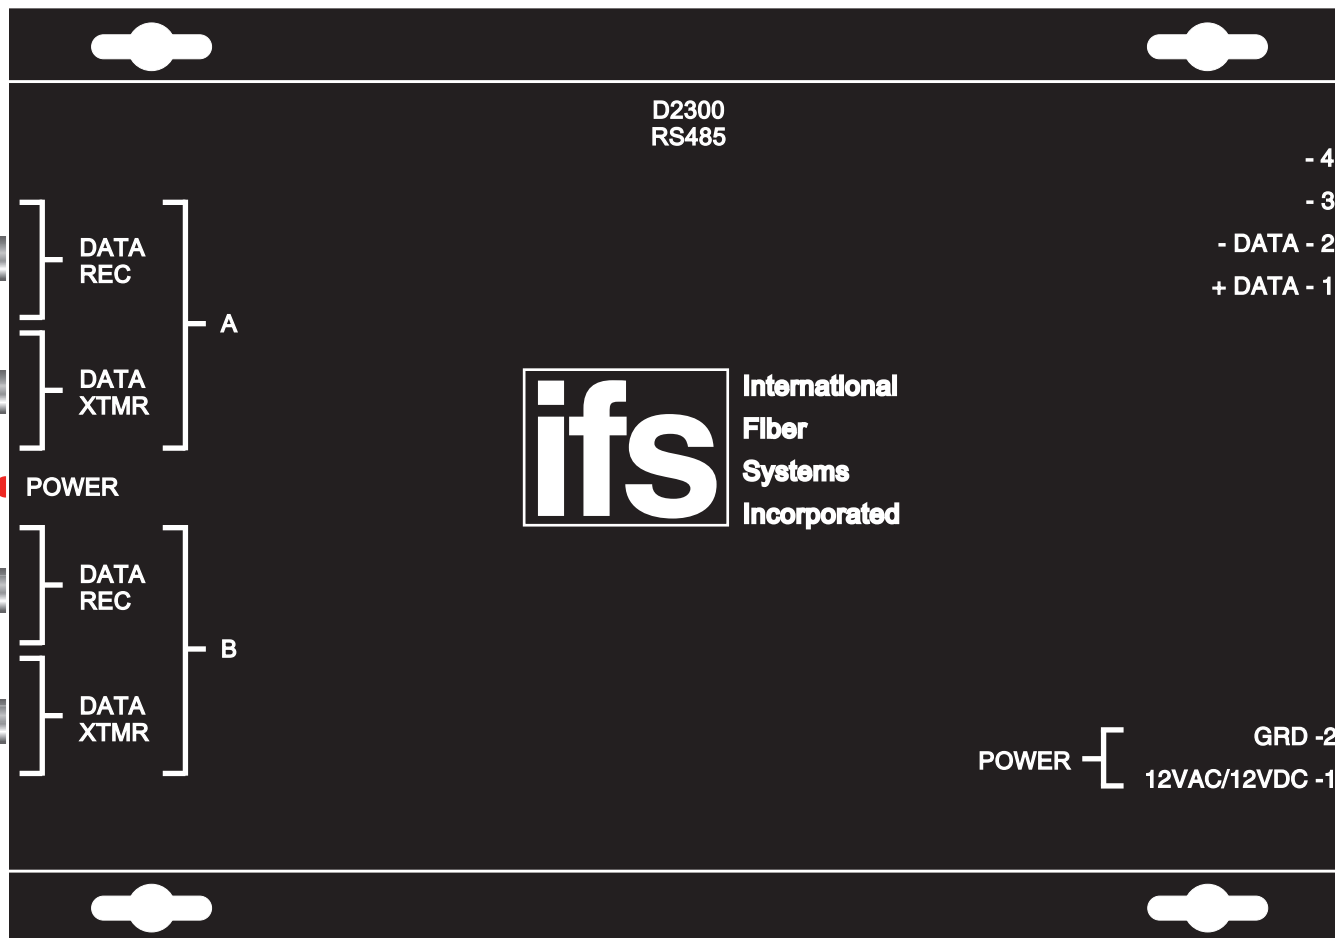 D2300
RS485
- 4
- 3
- DATA - 2
+ DATA - 1
DATA
REC
A
DATA
XTMR
POWER
DATA
REC
B
DATA
XTMR
ifs
International
Fiber
Systems
Incorporated
POWER
GRD -2
12VAC/12VDC -1